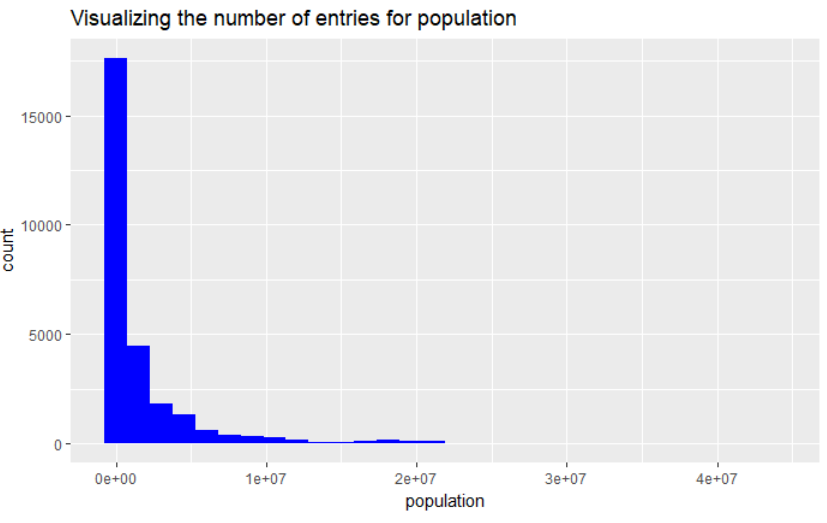 Visualizing the number of entries for population
15000
10000
5000
0
count
0e+00 1e+07 2e+07 3e+07 4e+07
population